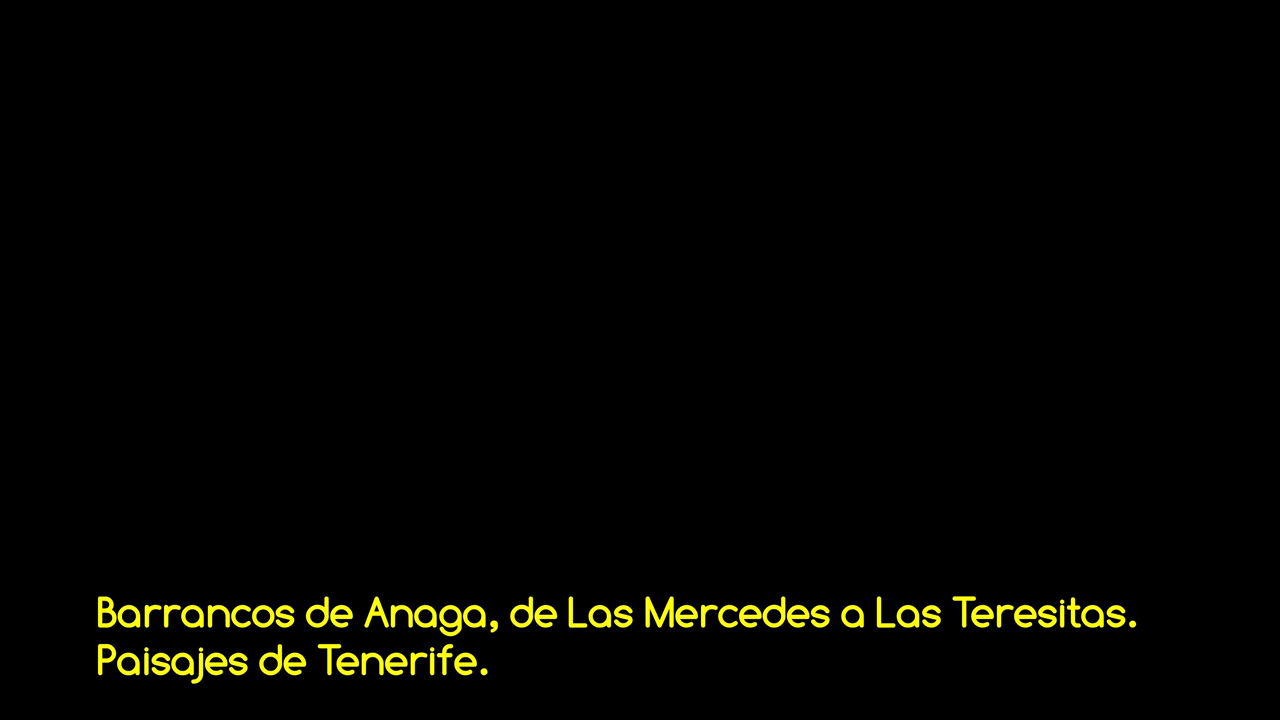 Barrancos de Anaga, de Las Mercedes a Las Teresitas.
Paisajes de Tenerife.